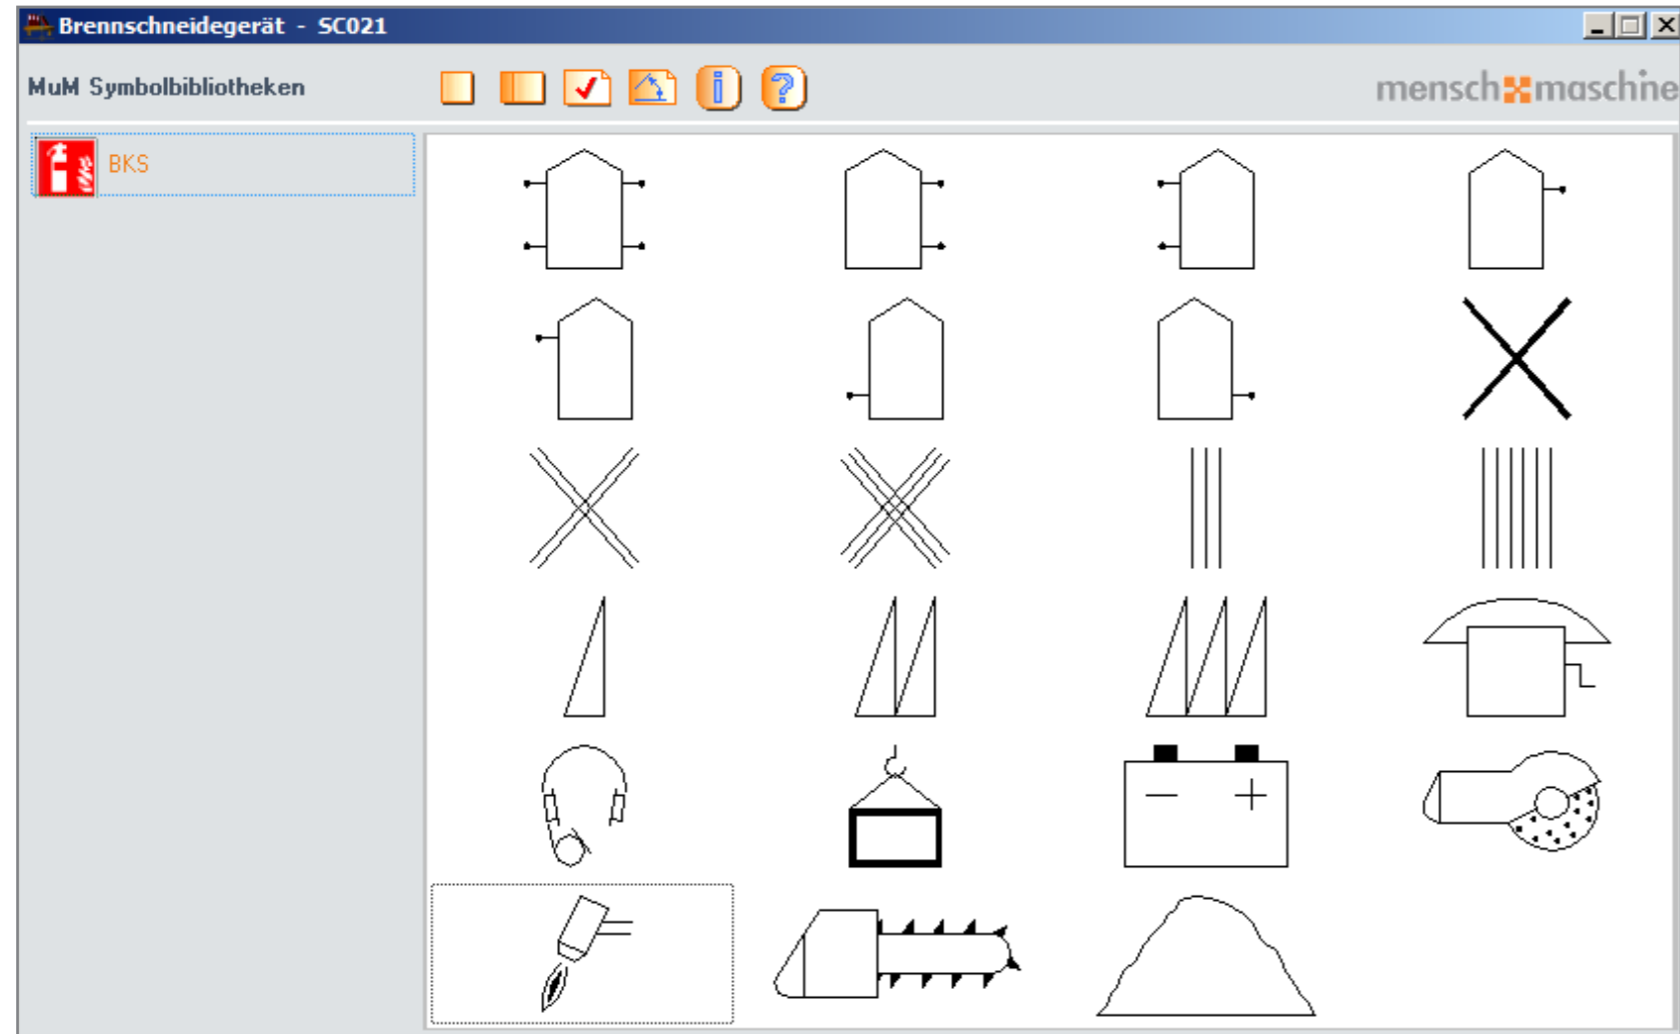 Brennschneidegerät - SC021
MuM Symbolbibliotheken
mensch maschine
BKS